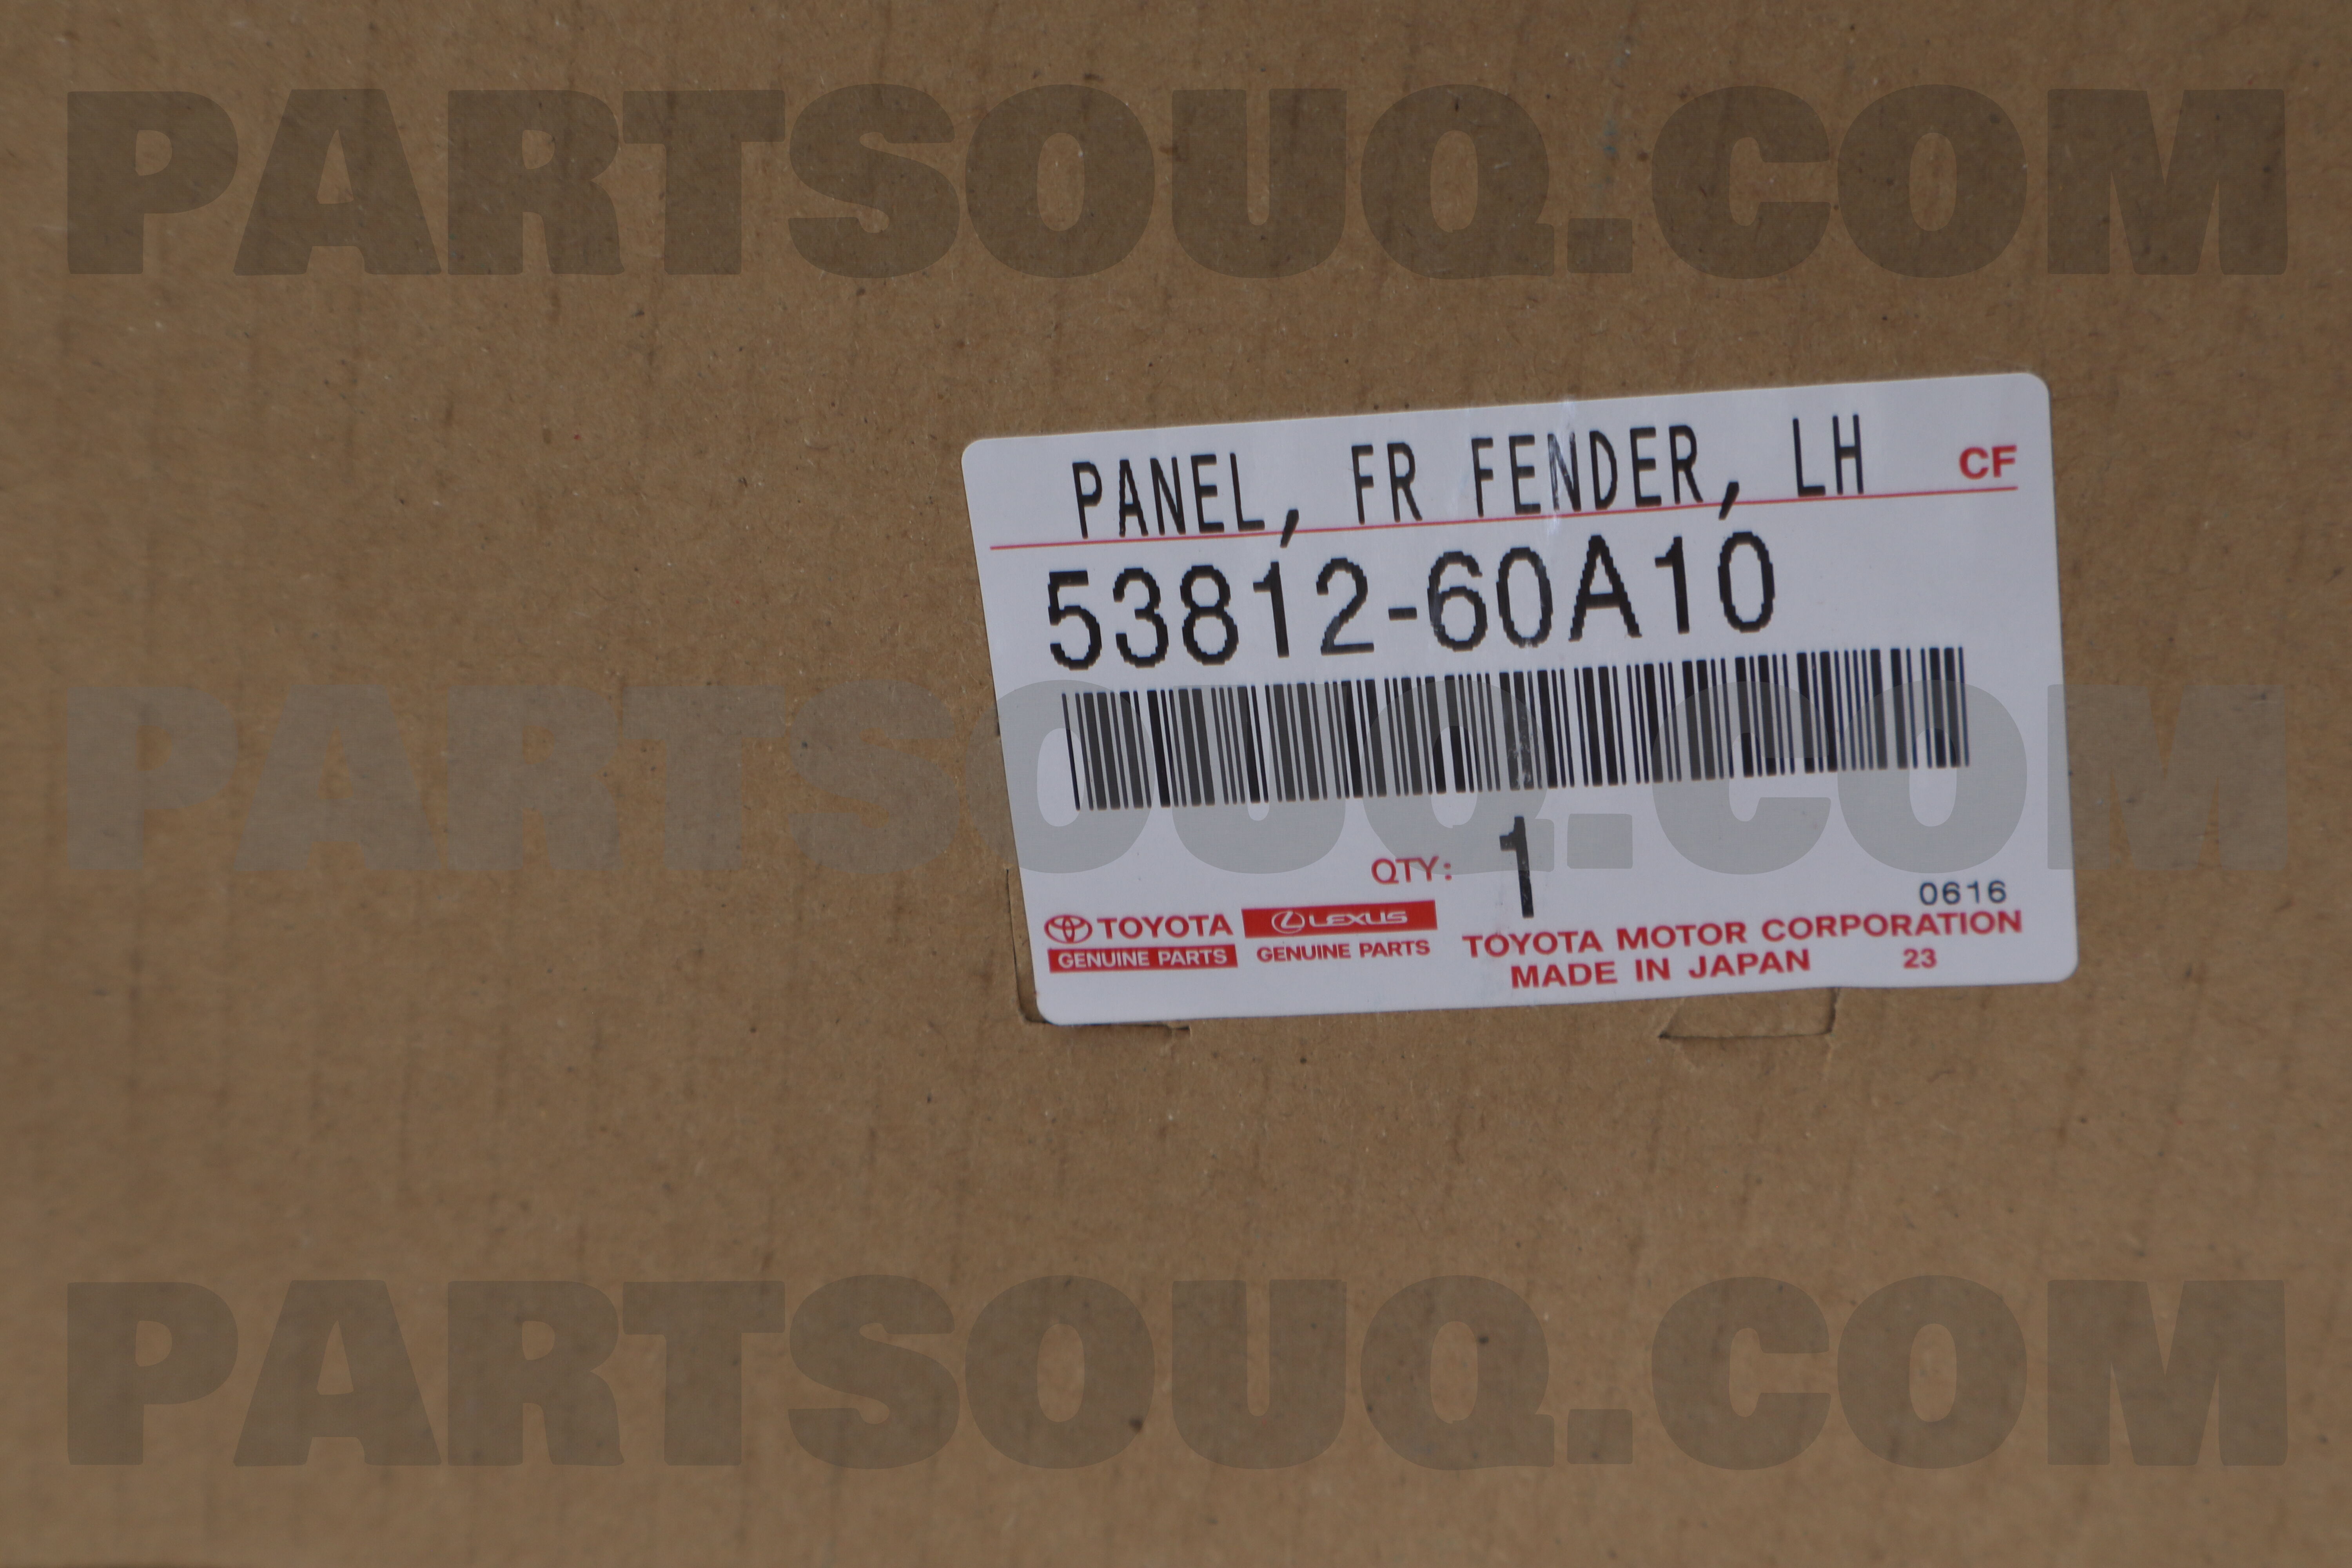 PARTSOUQ.COM
PANEL, FR FENDER, LH CF
53812-60A10
PARTSOUQ.COM
QTY: 1
0616
TOYOTA LEXUS TOYOTA MOTOR CORPORATION
GENUINE PARTS GENUINE PARTS MADE IN JAPAN 23
PARTSOUQ.COM